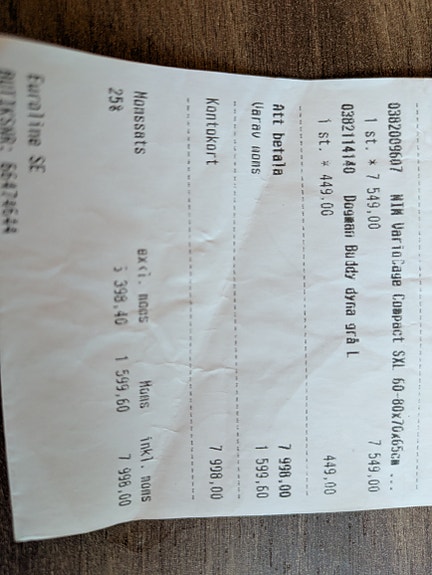 0382009607 MIM VarioCage Compact SXL 60-80x70x65cm ...
1 st. * 7 549,00 7 549,00
0382114140 Dogman Buddy dyna grå L
1 st. * 449,00 449,00
Att betala 7 998,00
Varav moms 1 599,60
Kontokort 7 998,00
Momssats exkl. moms Moms inkl. moms
25% 6 398,40 1 599,60 7 998,00
Euroline SE
BUTIKSNR: